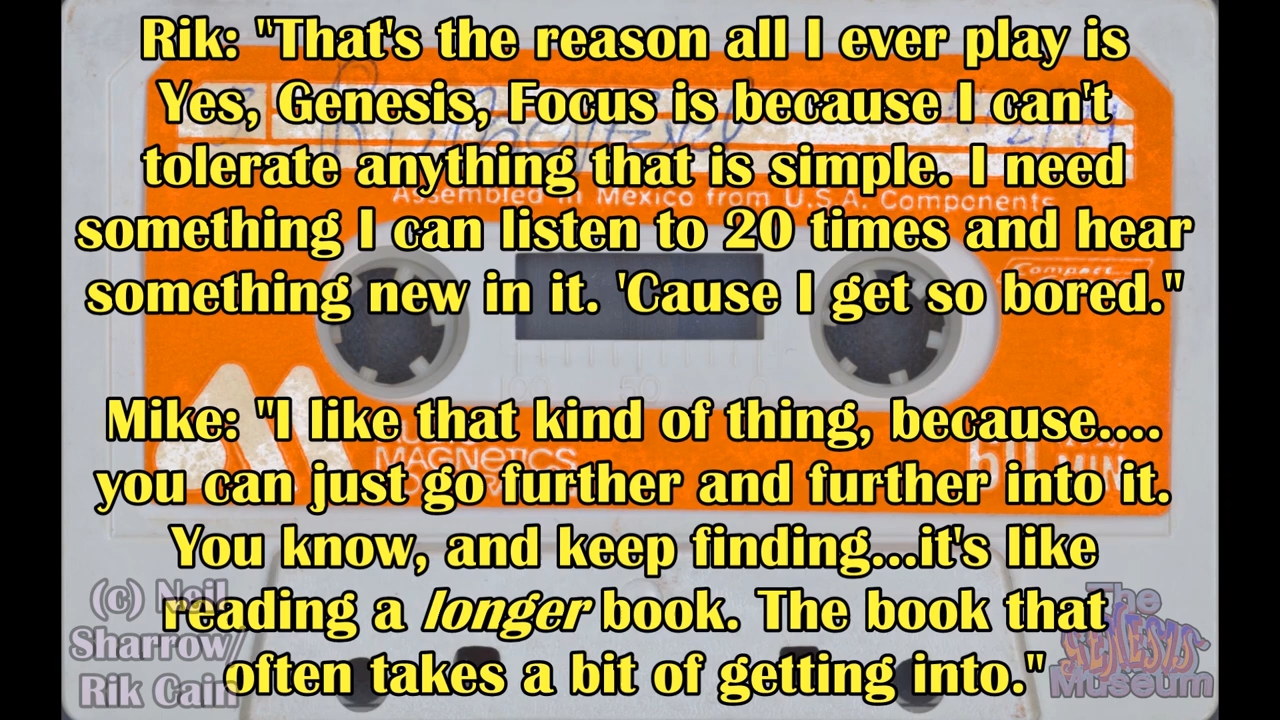 Rik: "That's the reason all I ever play is
Yes, Genesis, Focus is because I can't
tolerate anything that is simple. I need
Assembled in Mexico from U.S.A. Components
something I can listen to 20 times and hear
something new in it. 'Cause I get so bored."
Compact
Mike: "I like that kind of thing, because....
MAGNETICS
60 MIN
you can just go further and further into it.
You know, and keep finding...it's like
reading a longer book. The book that
often takes a bit of getting into."
(c) Neil
Sharrow/
Rik Cain
The
GENESIS
Museum